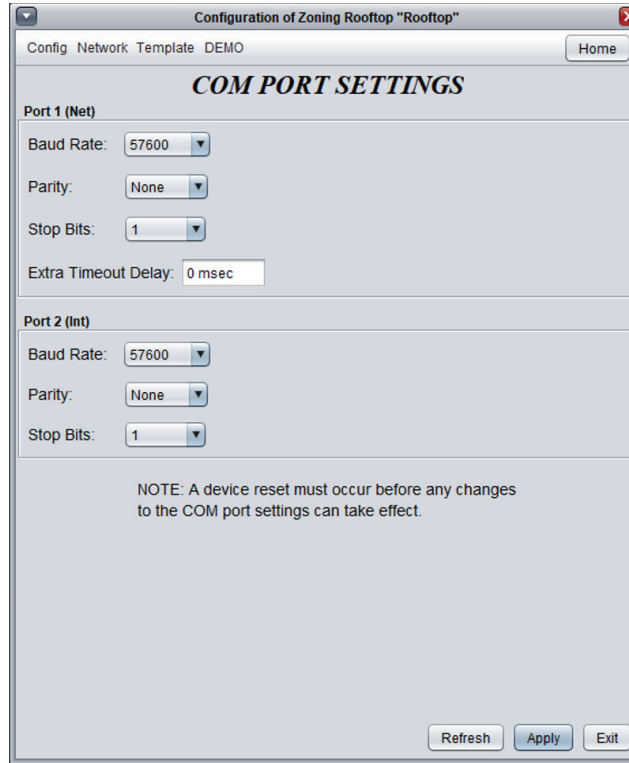 Configuration of Zoning Rooftop "Rooftop"
Config Network Template DEMO Home
COM PORT SETTINGS
Port 1 (Net)
Baud Rate: 57600
Parity: None
Stop Bits: 1
Extra Timeout Delay: 0 msec
Port 2 (Int)
Baud Rate: 57600
Parity: None
Stop Bits: 1
NOTE: A device reset must occur before any changes
to the COM port settings can take effect.
Refresh Apply Exit